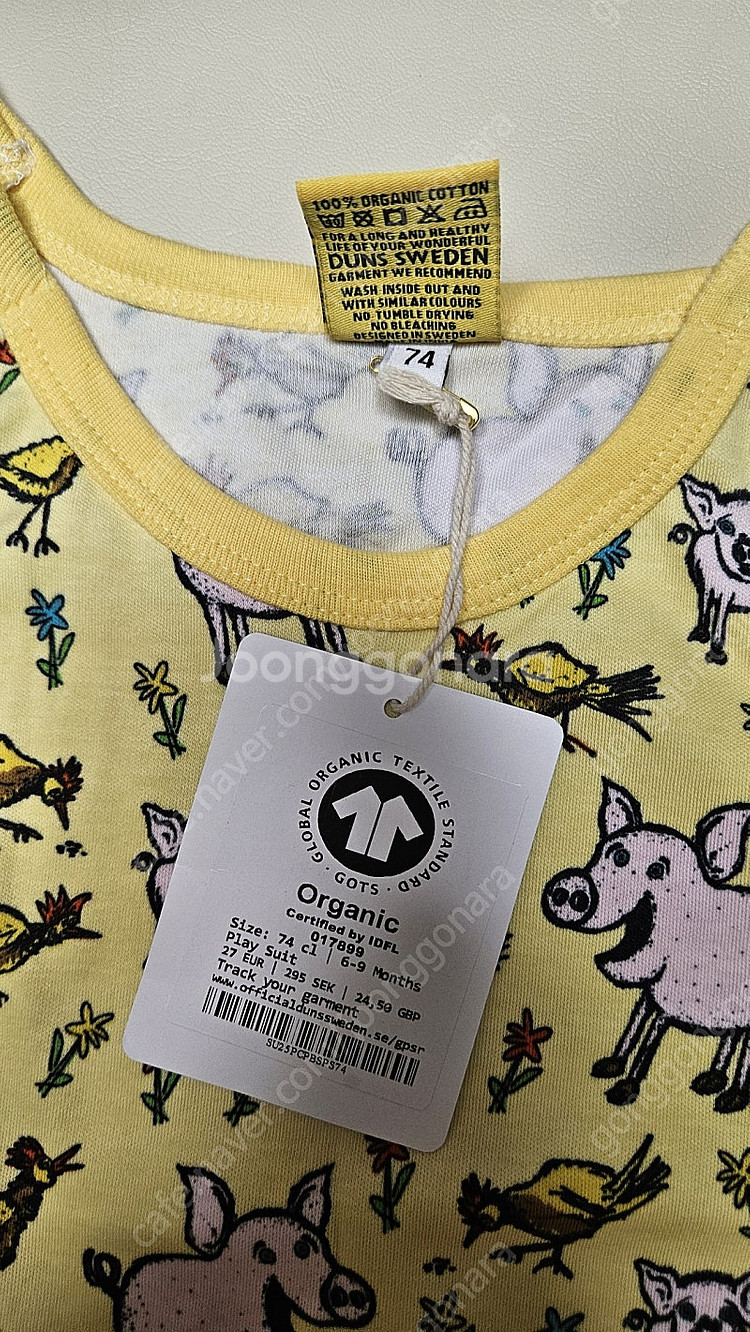 100% ORGANIC COTTON
FOR A LONG AND HEALTHY
LIFE OF YOUR WONDERFUL
DUNS SWEDEN
GARMENT WE RECOMMEND
WASH INSIDE OUT AND
WITH SIMILAR COLOURS
NO TUMBLE DRYING
NO BLEACHING
DESIGNED IN SWEDEN
74
Joonggonara
GLOBAL ORGANIC TEXTILE STANDARD
· GOTS ·
Organic
Certified by IDFL
017899
Size: 74 cl | 6-9 Months
Play Suit
27 EUR | 295 SEK | 24.50 GBP
Track your garment
www.officialdunssweden.se/gpsr
SU25PCPBSPS74